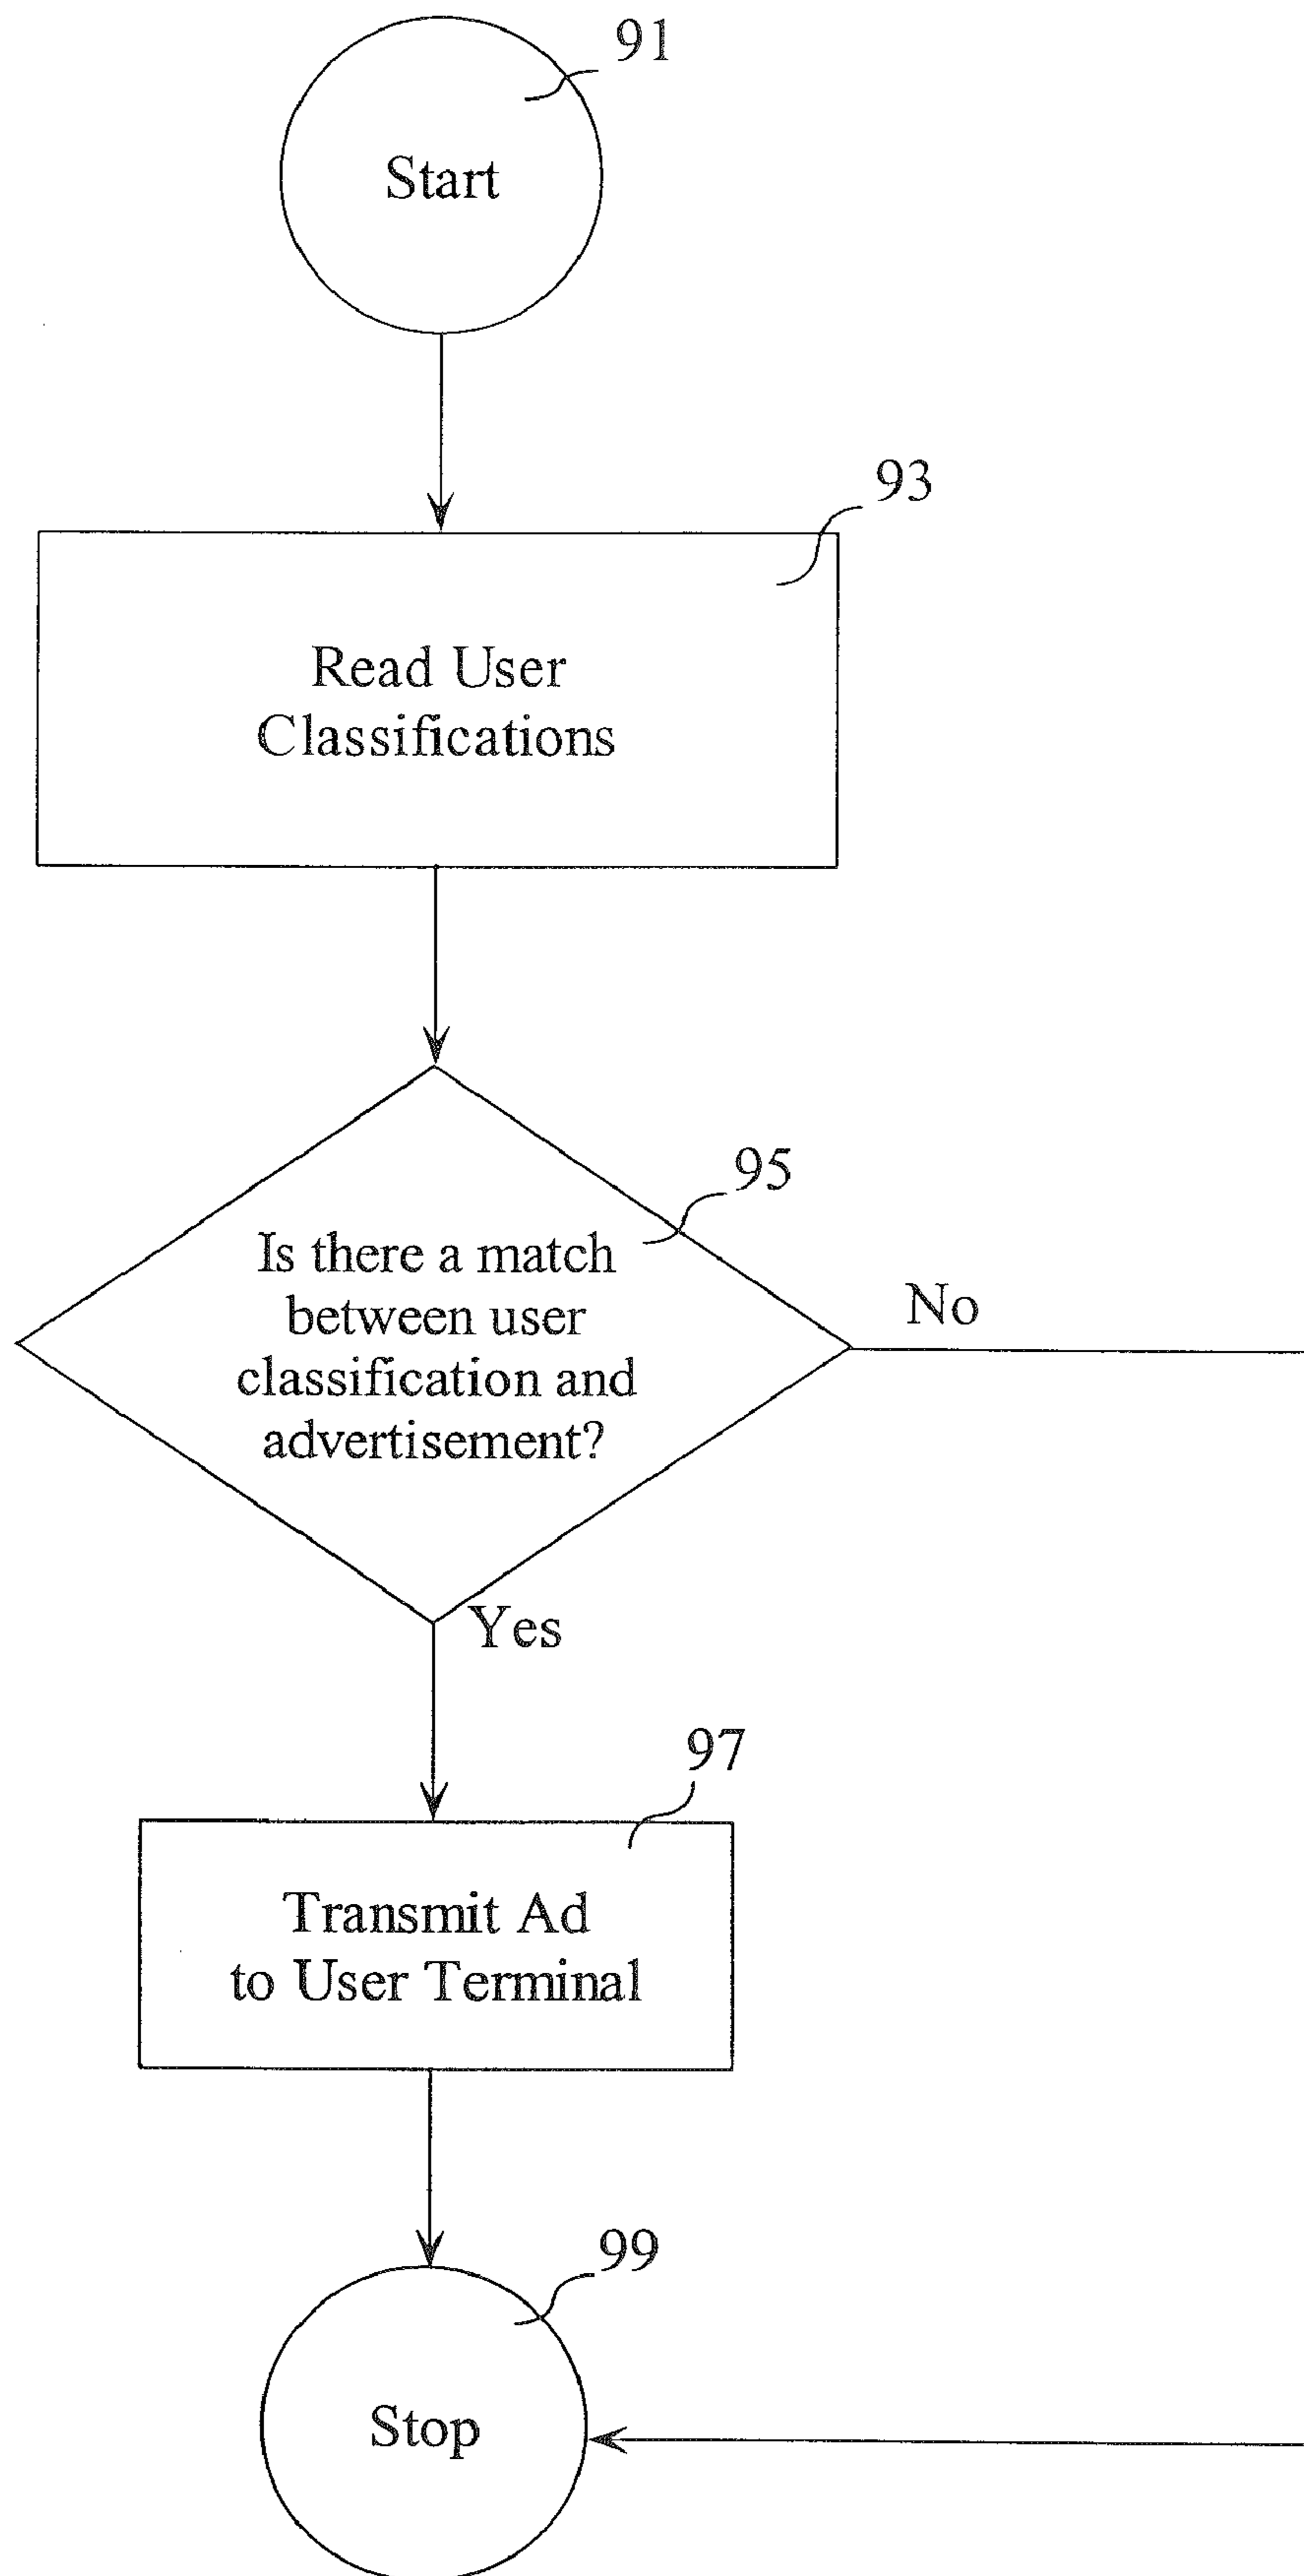 91
Start
93
Read User
Classifications
95
Is there a match
between user
classification and
advertisement?
No
Yes
97
Transmit Ad
to User Terminal
99
Stop